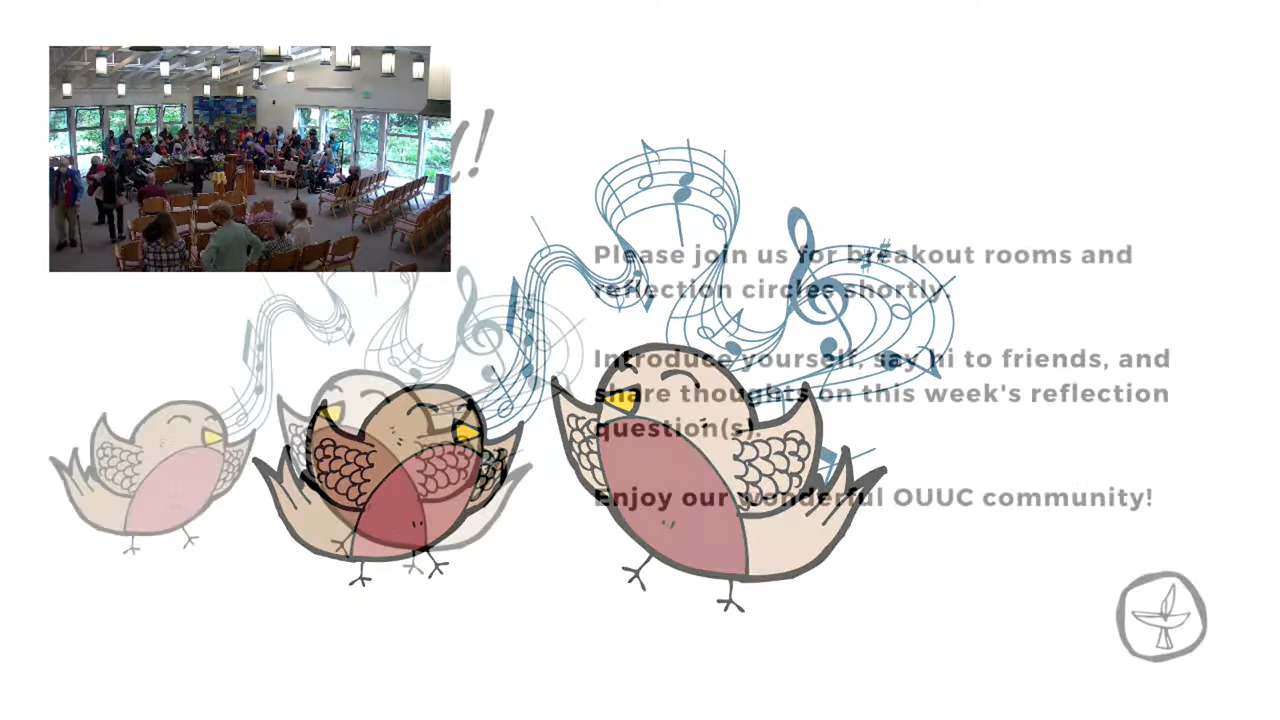 Please join us for breakout rooms and
reflection circles shortly.
Introduce yourself, say hi to friends, and
share thoughts on this week's reflection
question(s).
Enjoy our wonderful OUUC community!